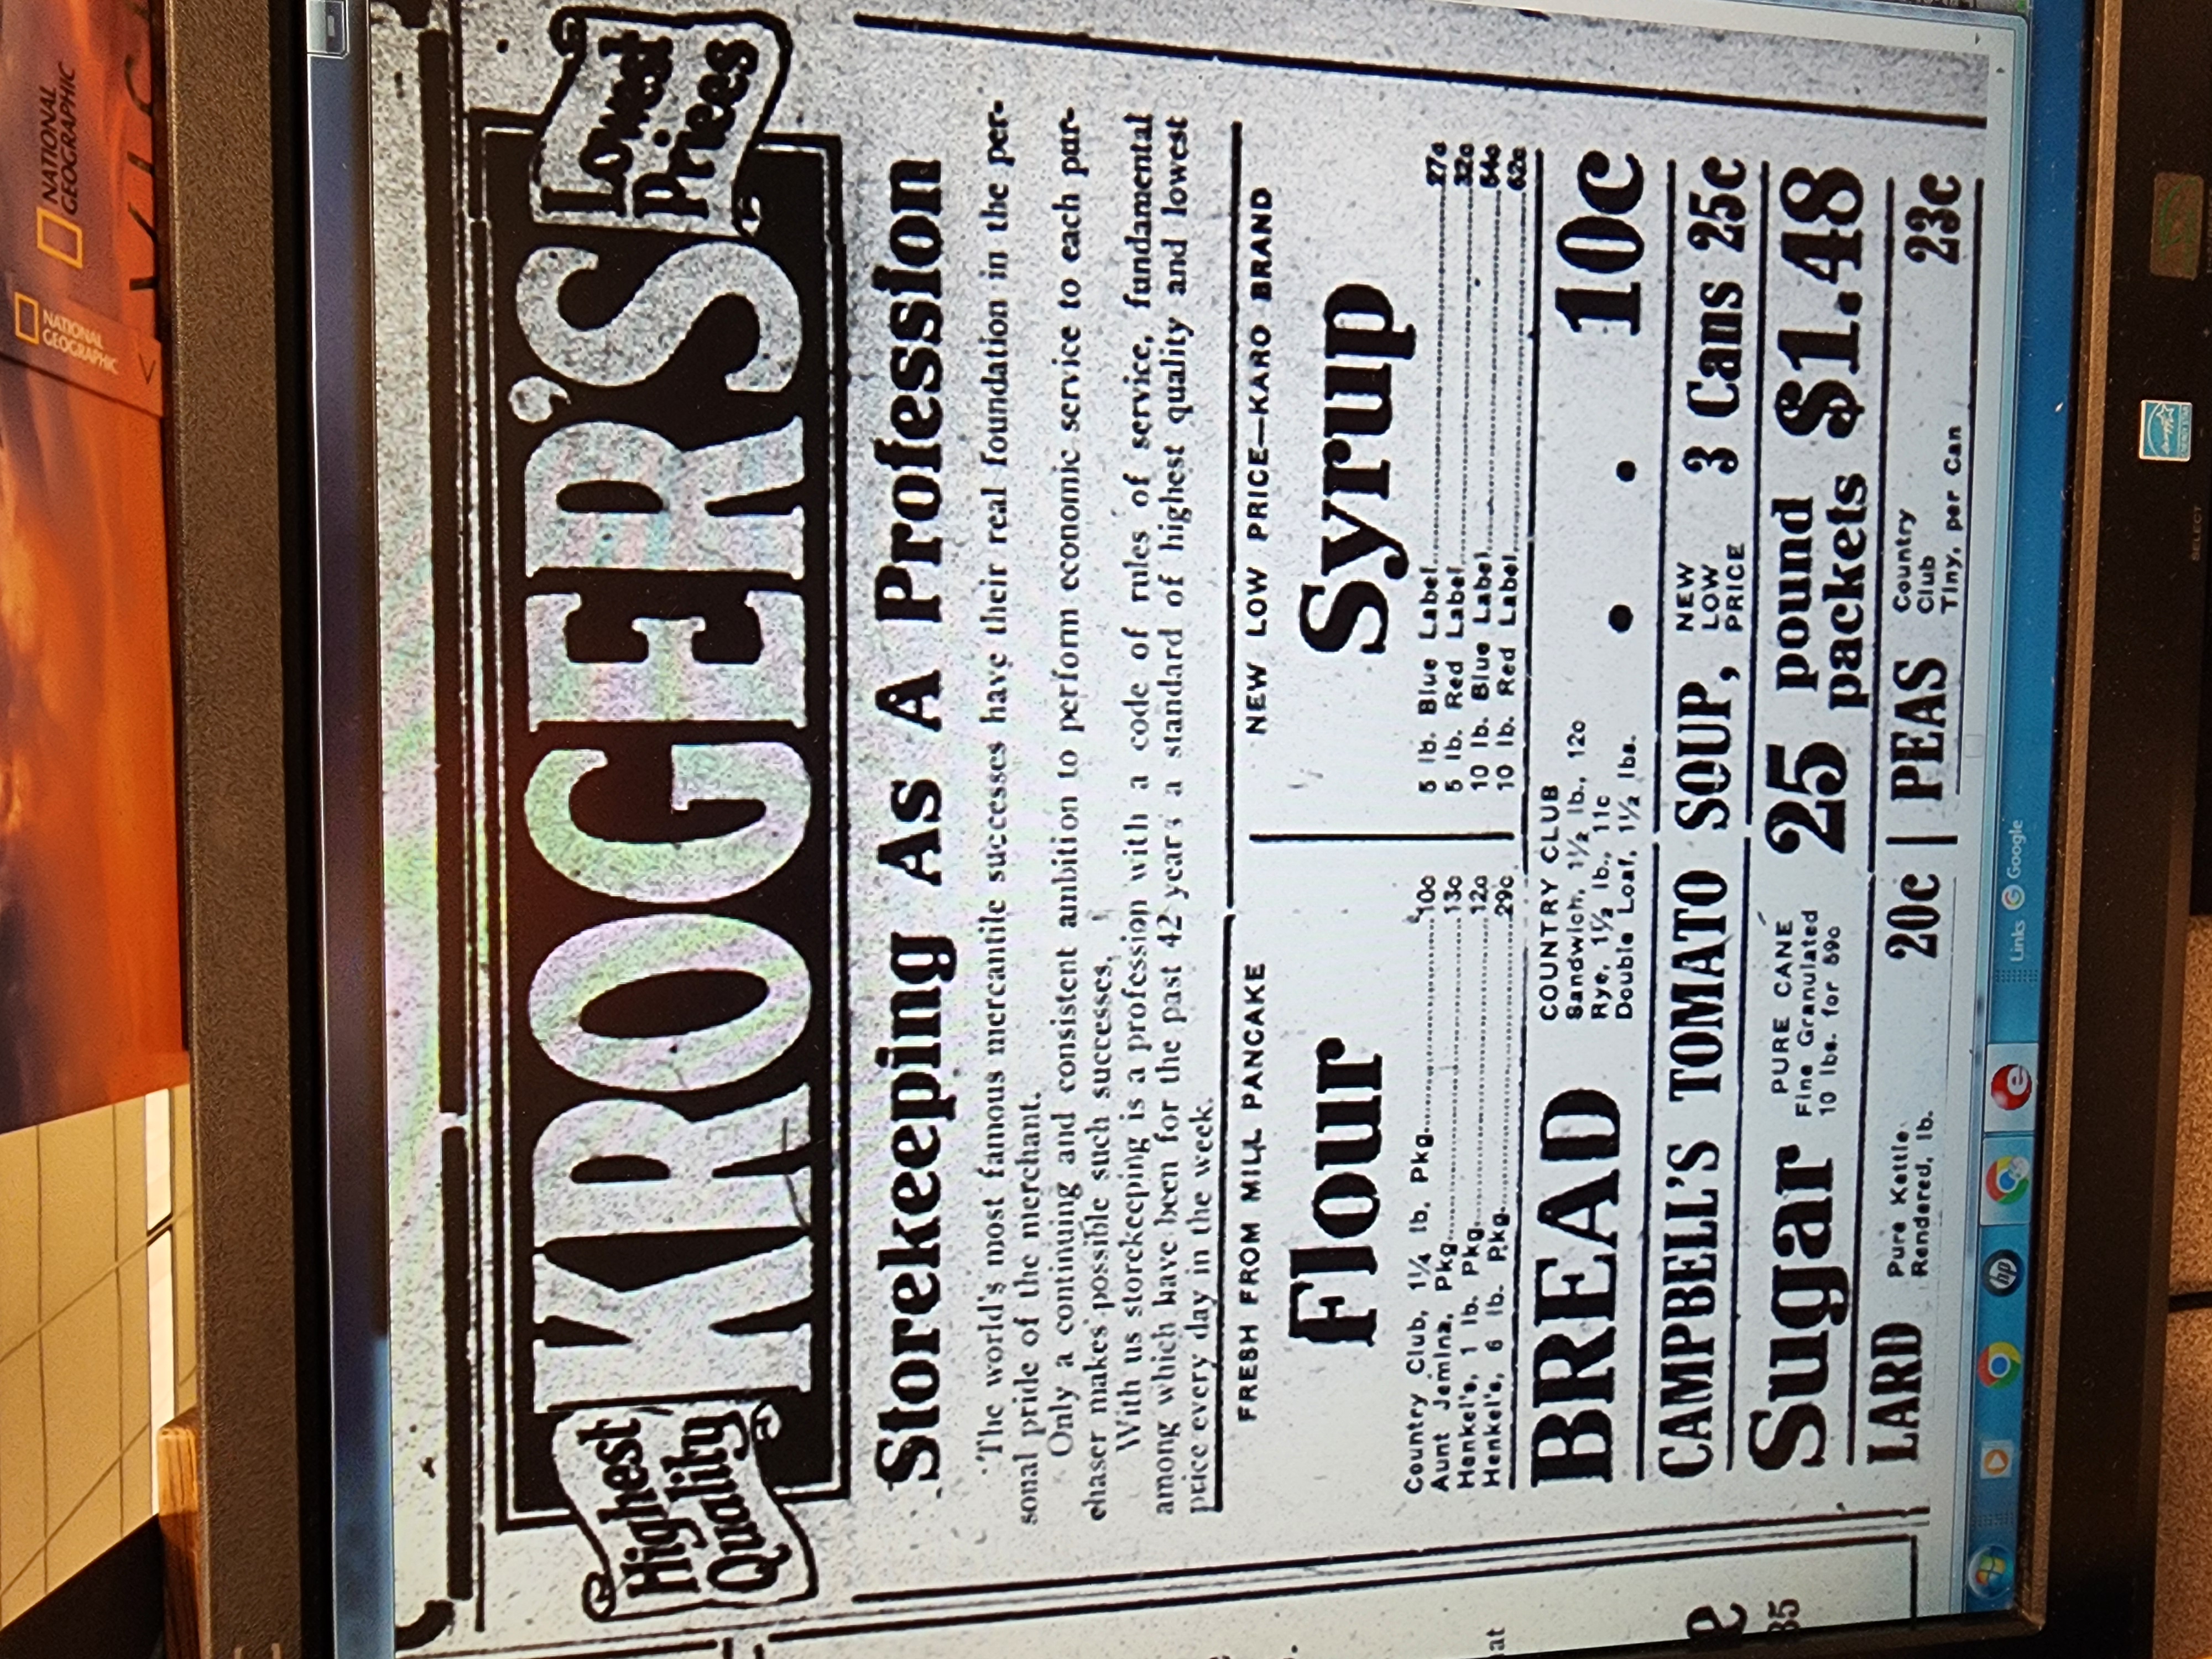 NATIONAL
GEOGRAPHIC
NATIONAL
GEOGRAPHIC
Highest
Quality
KROGER'S
Lowest
Prices
Storekeeping As A Profession
The world's most famous mercantile successes have their real foundation in the per-
sonal pride of the merchant.
Only a continuing and consistent ambition to perform economic service to each pur-
chaser makes possible such successes.
With us storekeeping is a profession with a code of rules of service, fundamental
among which have been for the past 42 years a standard of highest quality and lowest
price every day in the week.
FRESH FROM MILL PANCAKE
Flour
Country Club, 1¼ lb. Pkg. 10c
Aunt Jemina, Pkg. 13c
Henkel's, 1 lb. Pkg. 12c
Henkel's, 6 lb. Pkg. 29c
NEW LOW PRICE—KARO BRAND
Syrup
5 lb. Blue Label 27c
5 lb. Red Label 32c
10 lb. Blue Label 54c
10 lb. Red Label 62c
BREAD
COUNTRY CLUB
Sandwich, 1½ lb., 12c
Rye, 1½ lb., 11c
Double Loaf, 1½ lbs.
. . 10c
CAMPBELL'S TOMATO SOUP, NEW LOW PRICE 3 Cans 25c
Sugar
PURE CANE
Fine Granulated
10 lbs. for 59c
25 pound packets $1.48
LARD Pure Kettle Rendered, lb. 20c
PEAS Country Club Tiny, per Can 23c
at
e
35
hp
Links
Google
SELECT